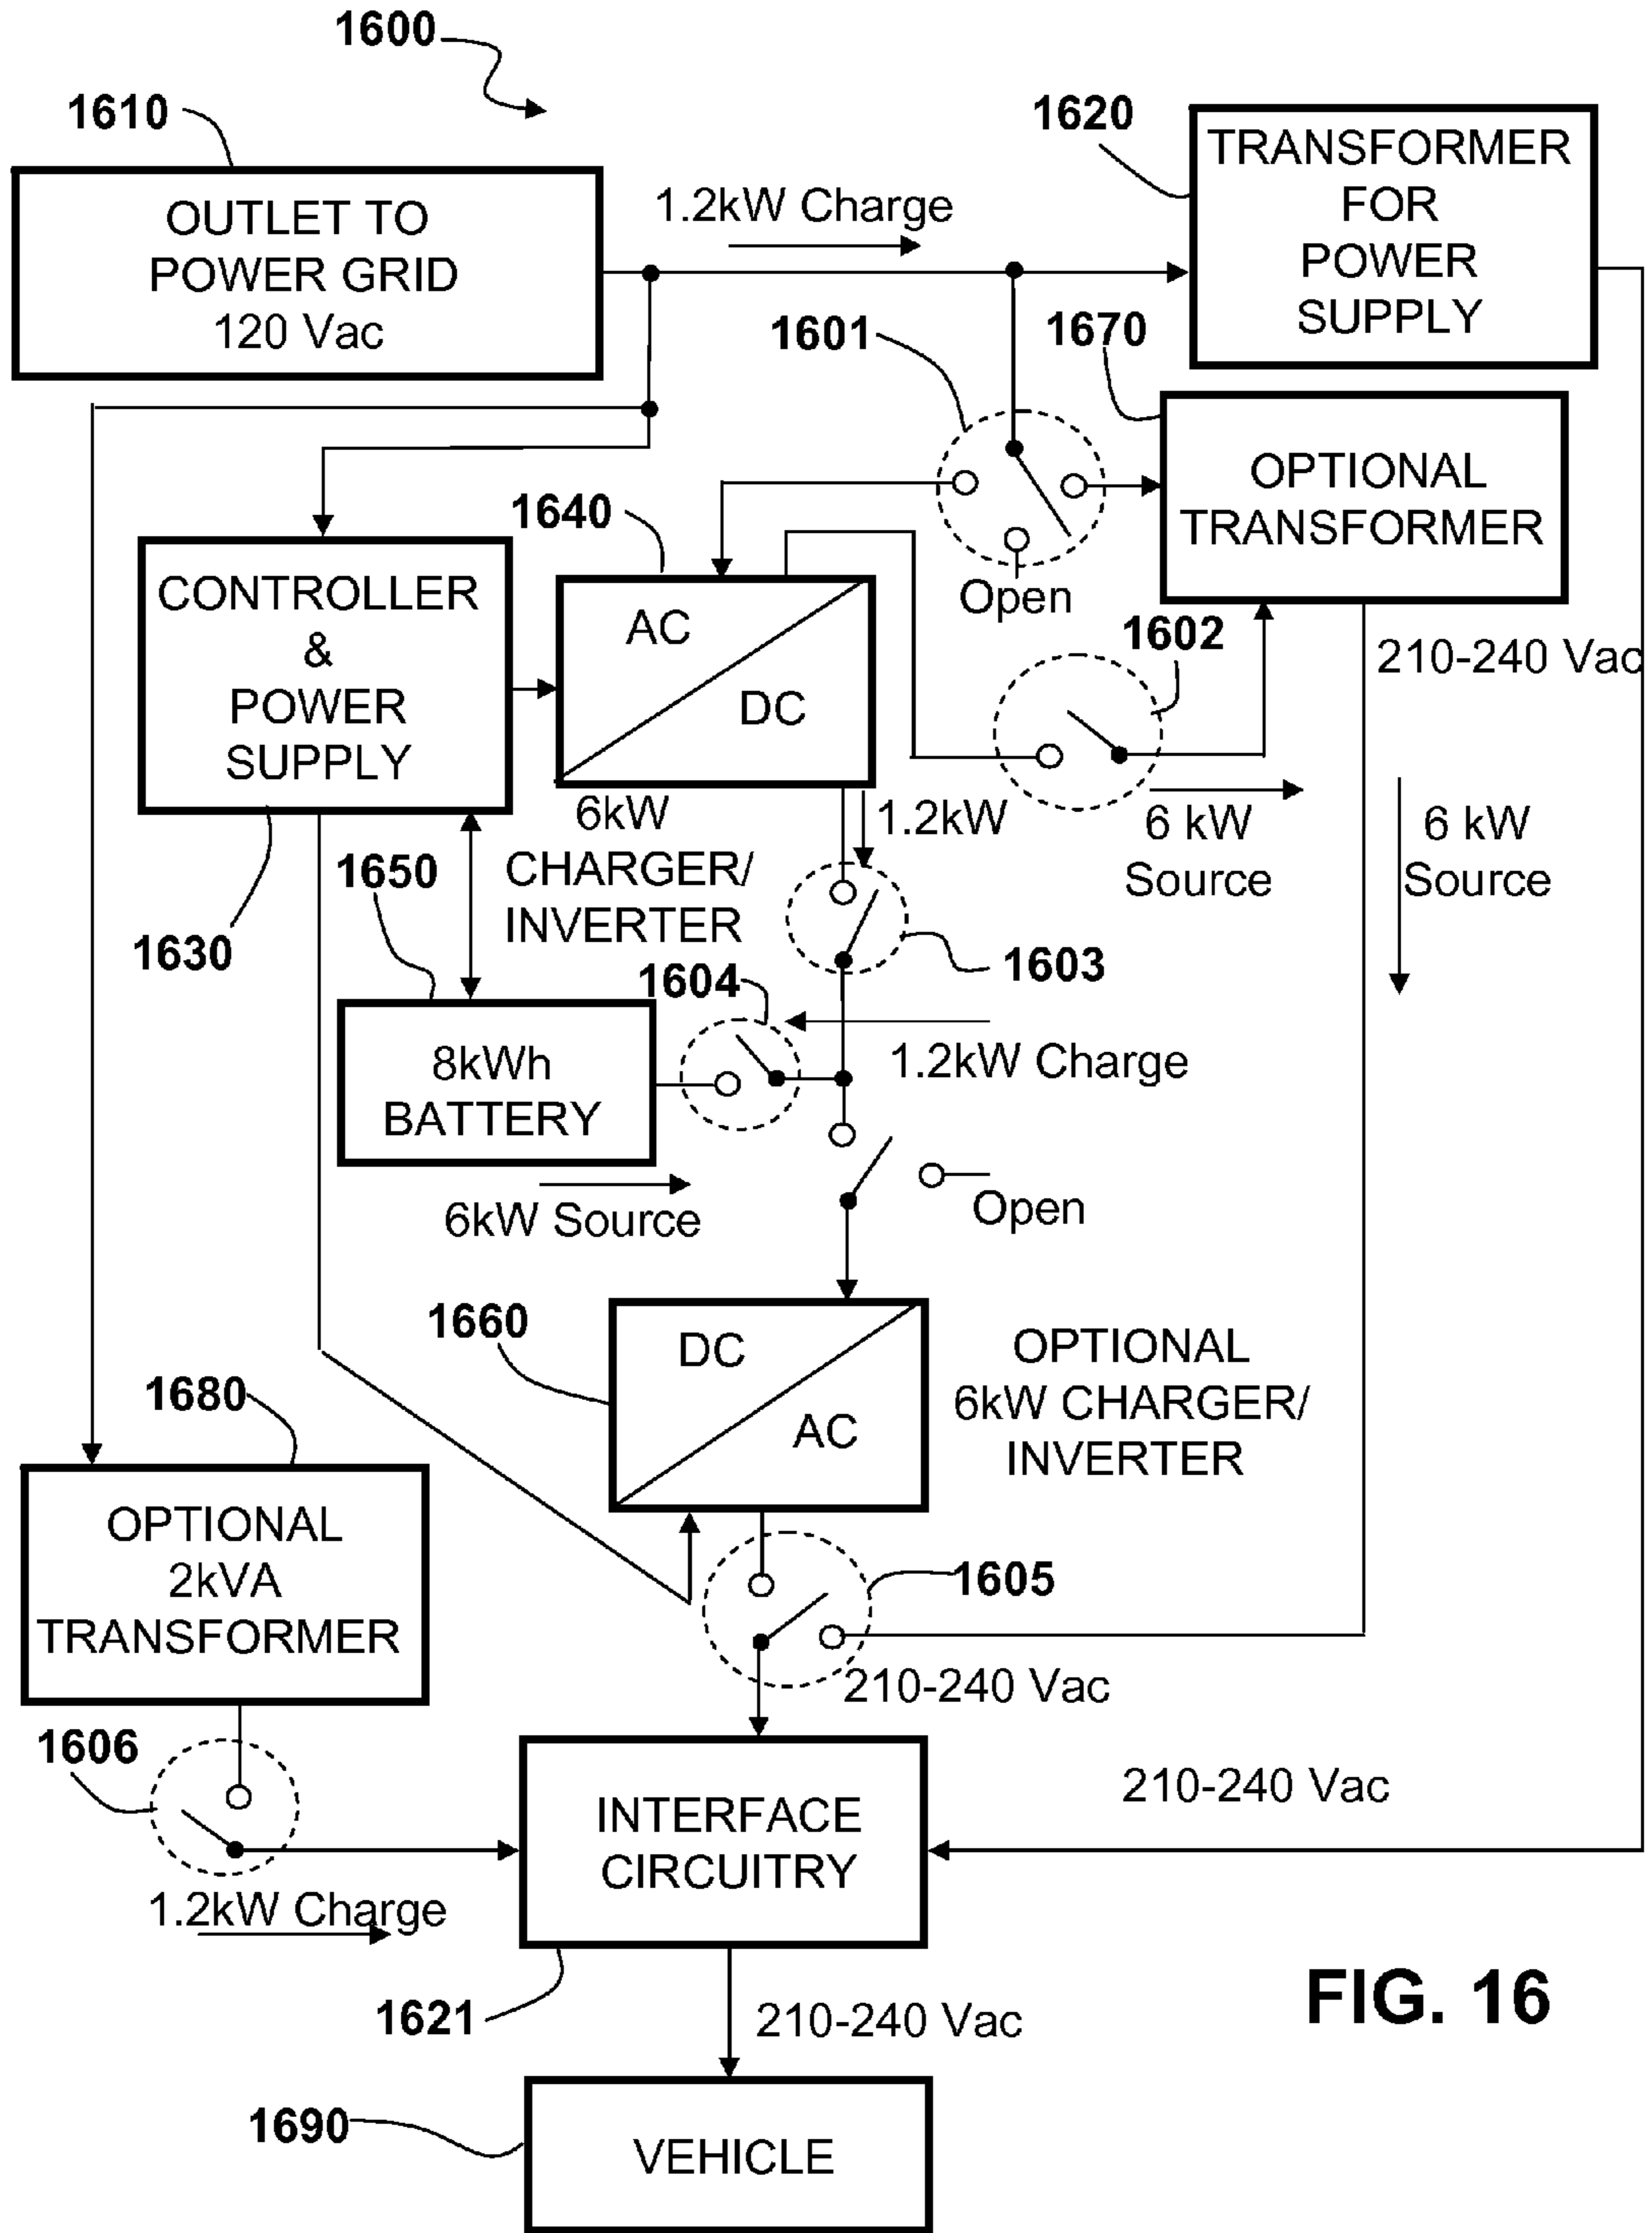 1600
1610
OUTLET TO
POWER GRID
120 Vac
1.2kW Charge
1620
TRANSFORMER
FOR
POWER
SUPPLY
1601
1670
OPTIONAL
TRANSFORMER
Open
1640
AC
DC
CONTROLLER
&
POWER
SUPPLY
1630
1602
210-240 Vac
6 kW
Source
6 kW
Source
6kW
CHARGER/
INVERTER
1.2kW
1603
1650
1604
8kWh
BATTERY
1.2kW Charge
6kW Source
Open
1660
DC
AC
OPTIONAL
6kW CHARGER/
INVERTER
1680
OPTIONAL
2kVA
TRANSFORMER
1605
210-240 Vac
1606
1.2kW Charge
INTERFACE
CIRCUITRY
210-240 Vac
1621
210-240 Vac
FIG. 16
1690
VEHICLE